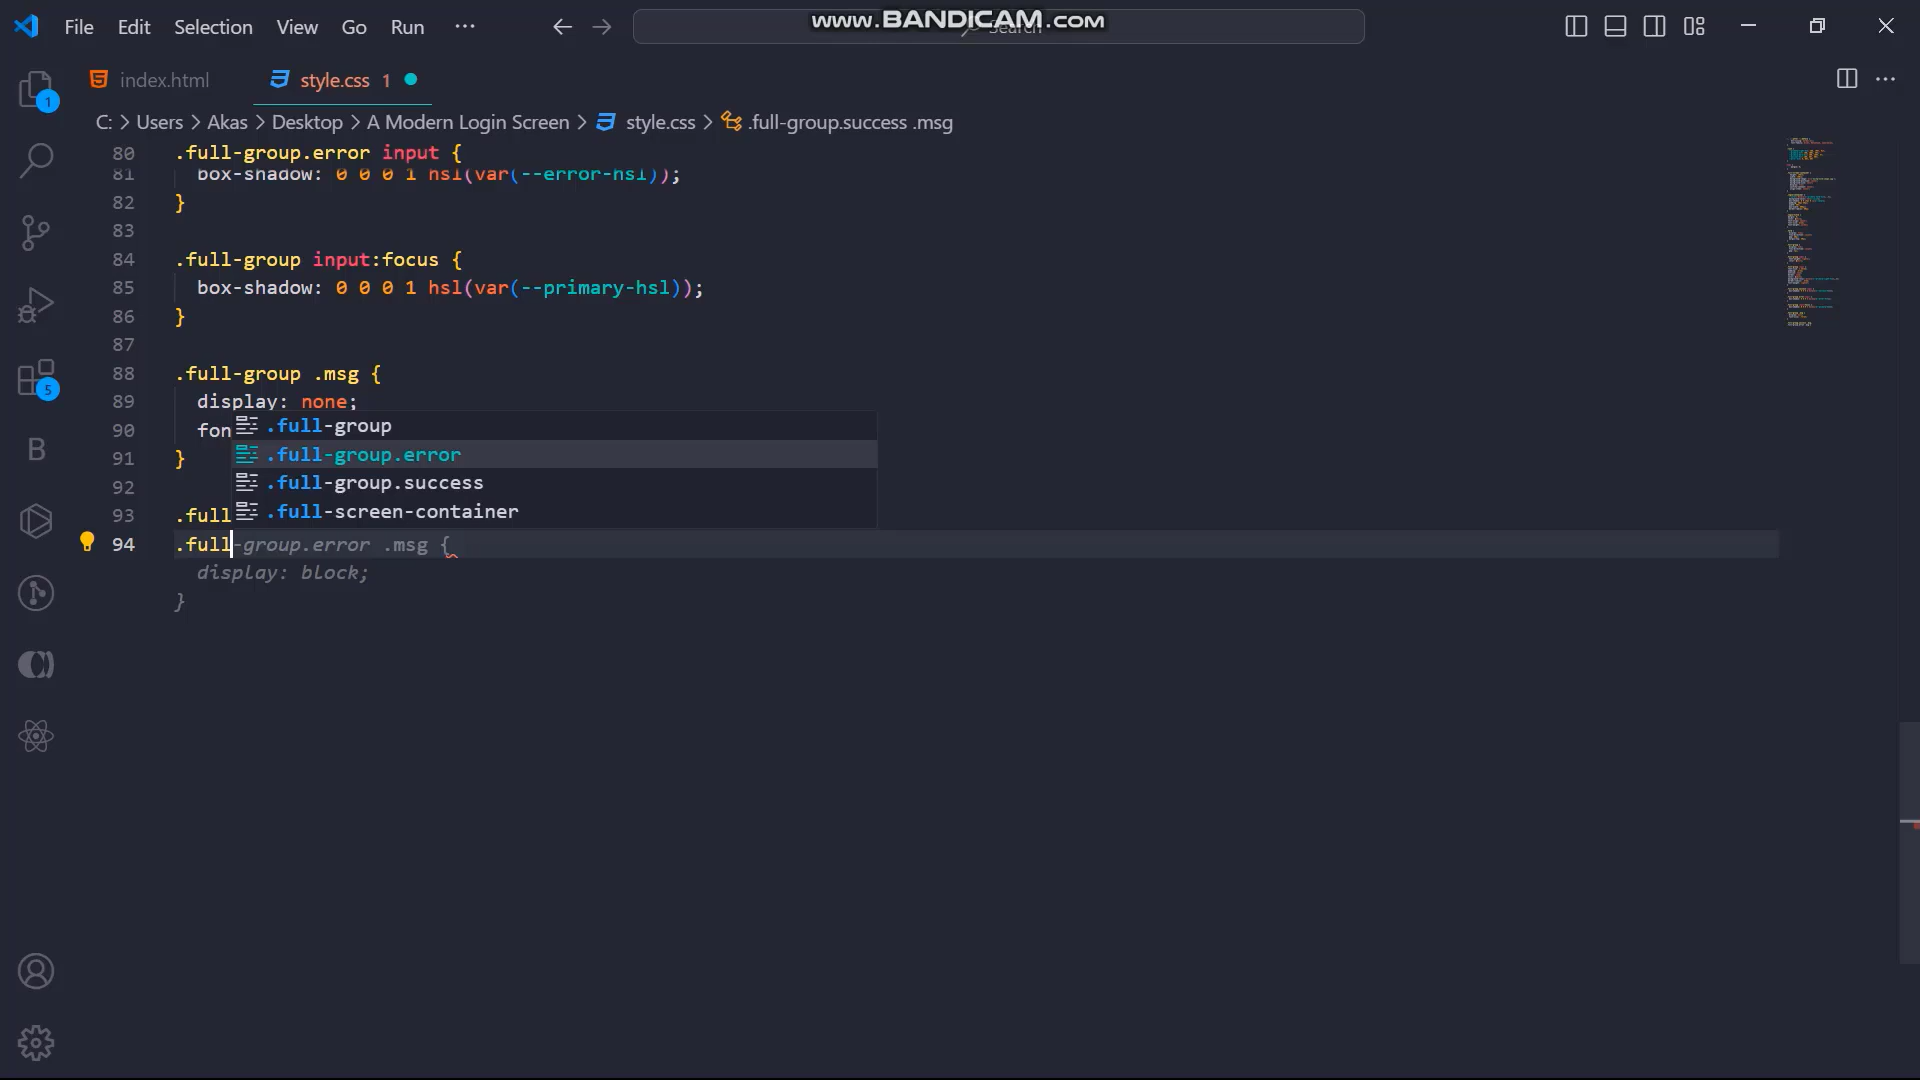 File Edit Selection View Go Run ···
www.BANDICAM.com
Search
index.html style.css 1
C: > Users > Akas > Desktop > A Modern Login Screen > style.css > .full-group.success .msg
80 .full-group.error input {
81 box-shadow: 0 0 0 1 hsl(var(--error-hsl));
82 }
83
84 .full-group input:focus {
85 box-shadow: 0 0 0 1 hsl(var(--primary-hsl));
86 }
87
88 .full-group .msg {
89 display: none;
90 fon
91 }
92
93 .full
94 .full-group.error .msg {
display: block;
}
.full-group
.full-group.error
.full-group.success
.full-screen-container
1
5
B